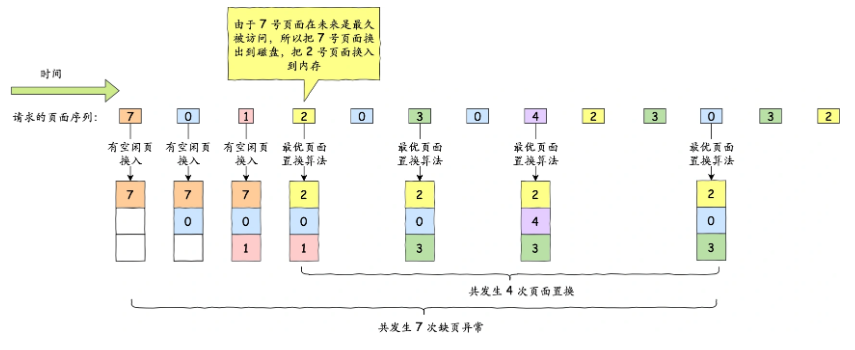 由于 7 号页面在未来是最久
被访问，所以把 7 号页面换
出到磁盘，把 2 号页面换入
到内存
时间
请求的页面序列:
7 0 1 2 0 3 0 4 2 3 0 3 2
有空闲页
换入
有空闲页
换入
有空闲页
换入
最优页面
置换算法
最优页面
置换算法
最优页面
置换算法
最优页面
置换算法
7 7 7 2 2 2 2
0 0 0 0 4 0
1 1 3 3 3
共发生 4 次页面置换
共发生 7 次缺页异常